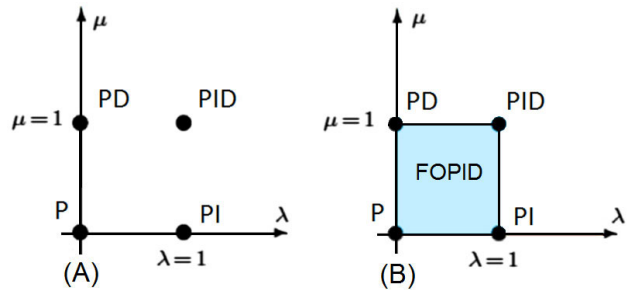 μ
PD
PID
μ = 1
P
PI
λ
λ = 1
(A)
μ
PD
PID
μ = 1
FOPID
P
PI
λ
λ = 1
(B)